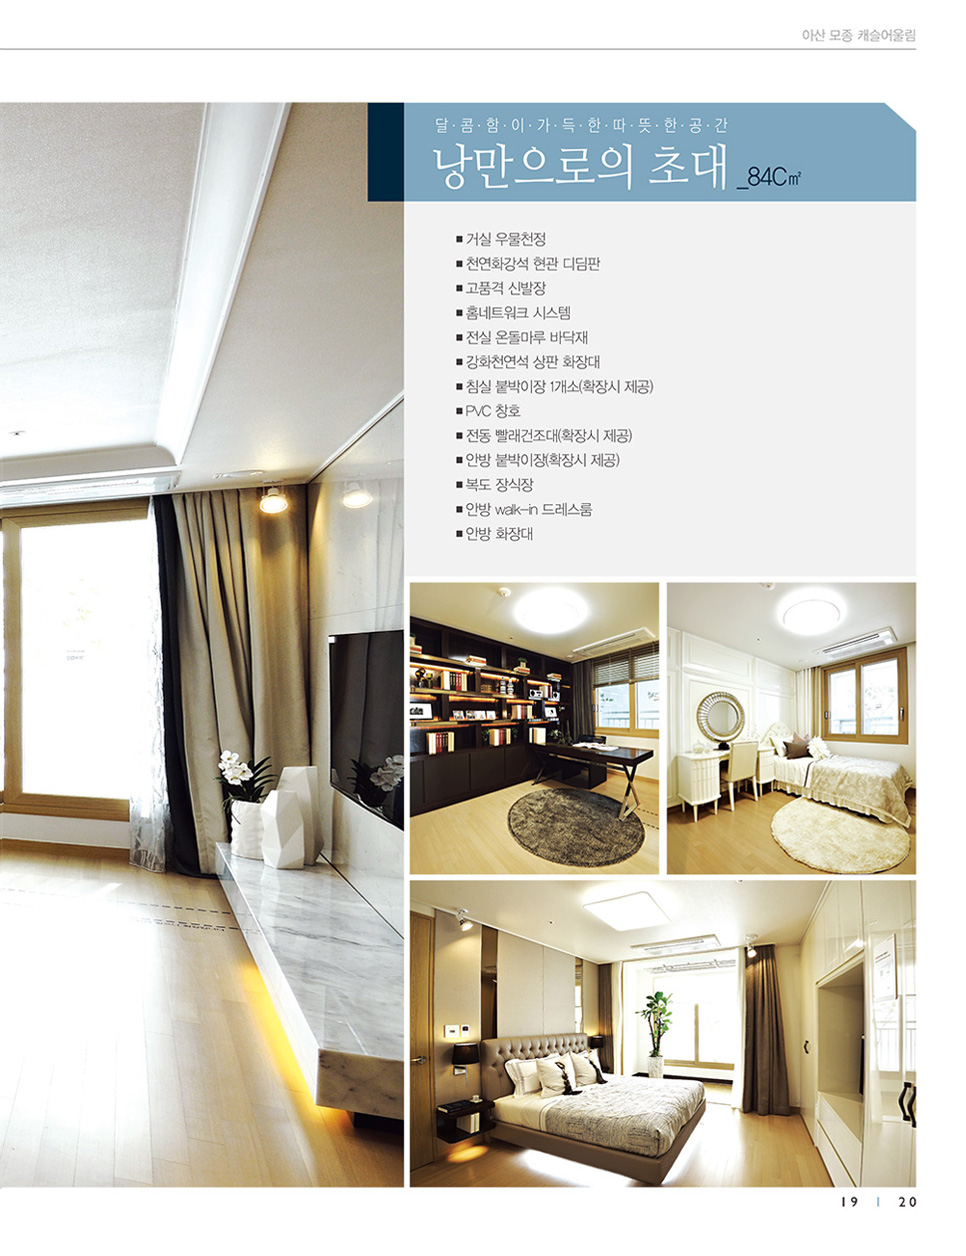 아산 모종 캐슬어울림
달·콤·함·이·가·득·한·따·뜻·한·공·간
낭만으로의 초대 _84C㎡
■ 거실 우물천정
■ 천연화강석 현관 디딤판
■ 고품격 신발장
■ 홈네트워크 시스템
■ 전실 온돌마루 바닥재
■ 강화천연석 상판 화장대
■ 침실 붙박이장 1개소(확장시 제공)
■ PVC 창호
■ 전동 빨래건조대(확장시 제공)
■ 안방 붙박이장(확장시 제공)
■ 복도 장식장
■ 안방 walk-in 드레스룸
■ 안방 화장대
19 | 20